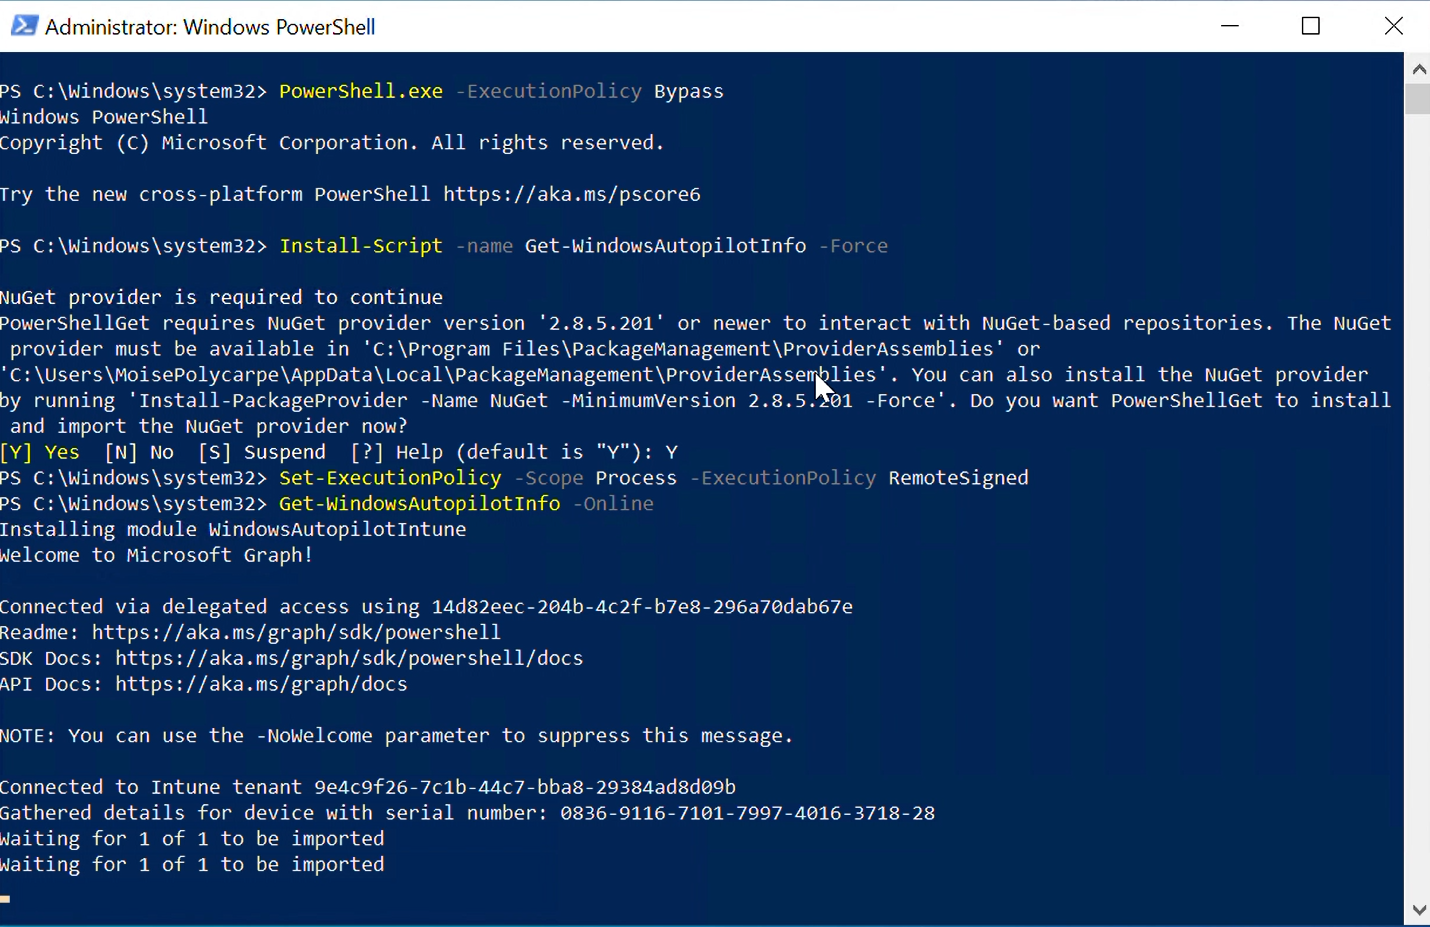 Administrator: Windows PowerShell
PS C:\Windows\system32> PowerShell.exe -ExecutionPolicy Bypass
Windows PowerShell
Copyright (C) Microsoft Corporation. All rights reserved.
Try the new cross-platform PowerShell https://aka.ms/pscore6
PS C:\Windows\system32> Install-Script -name Get-WindowsAutopilotInfo -Force
NuGet provider is required to continue
PowerShellGet requires NuGet provider version '2.8.5.201' or newer to interact with NuGet-based repositories. The NuGet
 provider must be available in 'C:\Program Files\PackageManagement\ProviderAssemblies' or
'C:\Users\MoisePolycarpe\AppData\Local\PackageManagement\ProviderAssemblies'. You can also install the NuGet provider
by running 'Install-PackageProvider -Name NuGet -MinimumVersion 2.8.5.201 -Force'. Do you want PowerShellGet to install
 and import the NuGet provider now?
[Y] Yes  [N] No  [S] Suspend  [?] Help (default is "Y"): Y
PS C:\Windows\system32> Set-ExecutionPolicy -Scope Process -ExecutionPolicy RemoteSigned
PS C:\Windows\system32> Get-WindowsAutopilotInfo -Online
Installing module WindowsAutopilotIntune
Welcome to Microsoft Graph!
Connected via delegated access using 14d82eec-204b-4c2f-b7e8-296a70dab67e
Readme: https://aka.ms/graph/sdk/powershell
SDK Docs: https://aka.ms/graph/sdk/powershell/docs
API Docs: https://aka.ms/graph/docs
NOTE: You can use the -NoWelcome parameter to suppress this message.
Connected to Intune tenant 9e4c9f26-7c1b-44c7-bba8-29384ad8d09b
Gathered details for device with serial number: 0836-9116-7101-7997-4016-3718-28
Waiting for 1 of 1 to be imported
Waiting for 1 of 1 to be imported